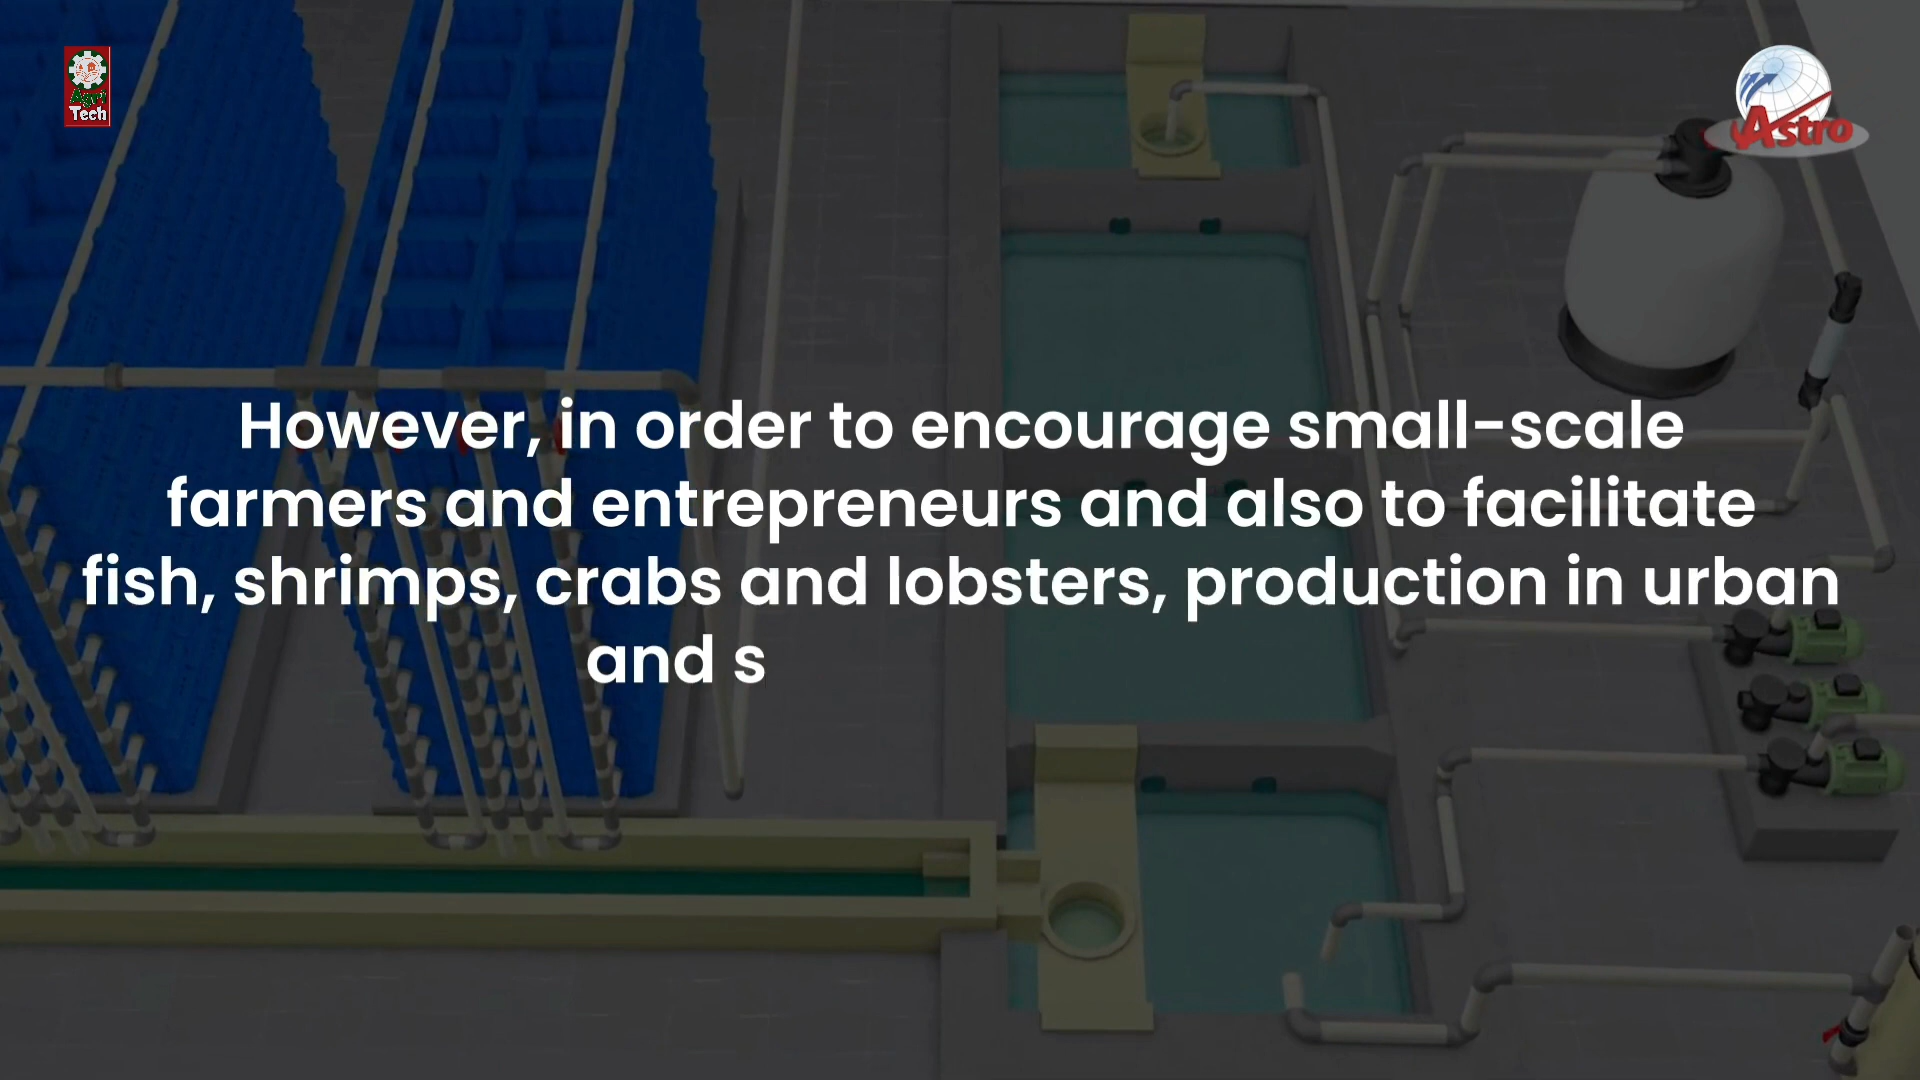 Agri
Tech
Astro
However, in order to encourage small-scale
farmers and entrepreneurs and also to facilitate
fish, shrimps, crabs and lobsters, production in urban
and s